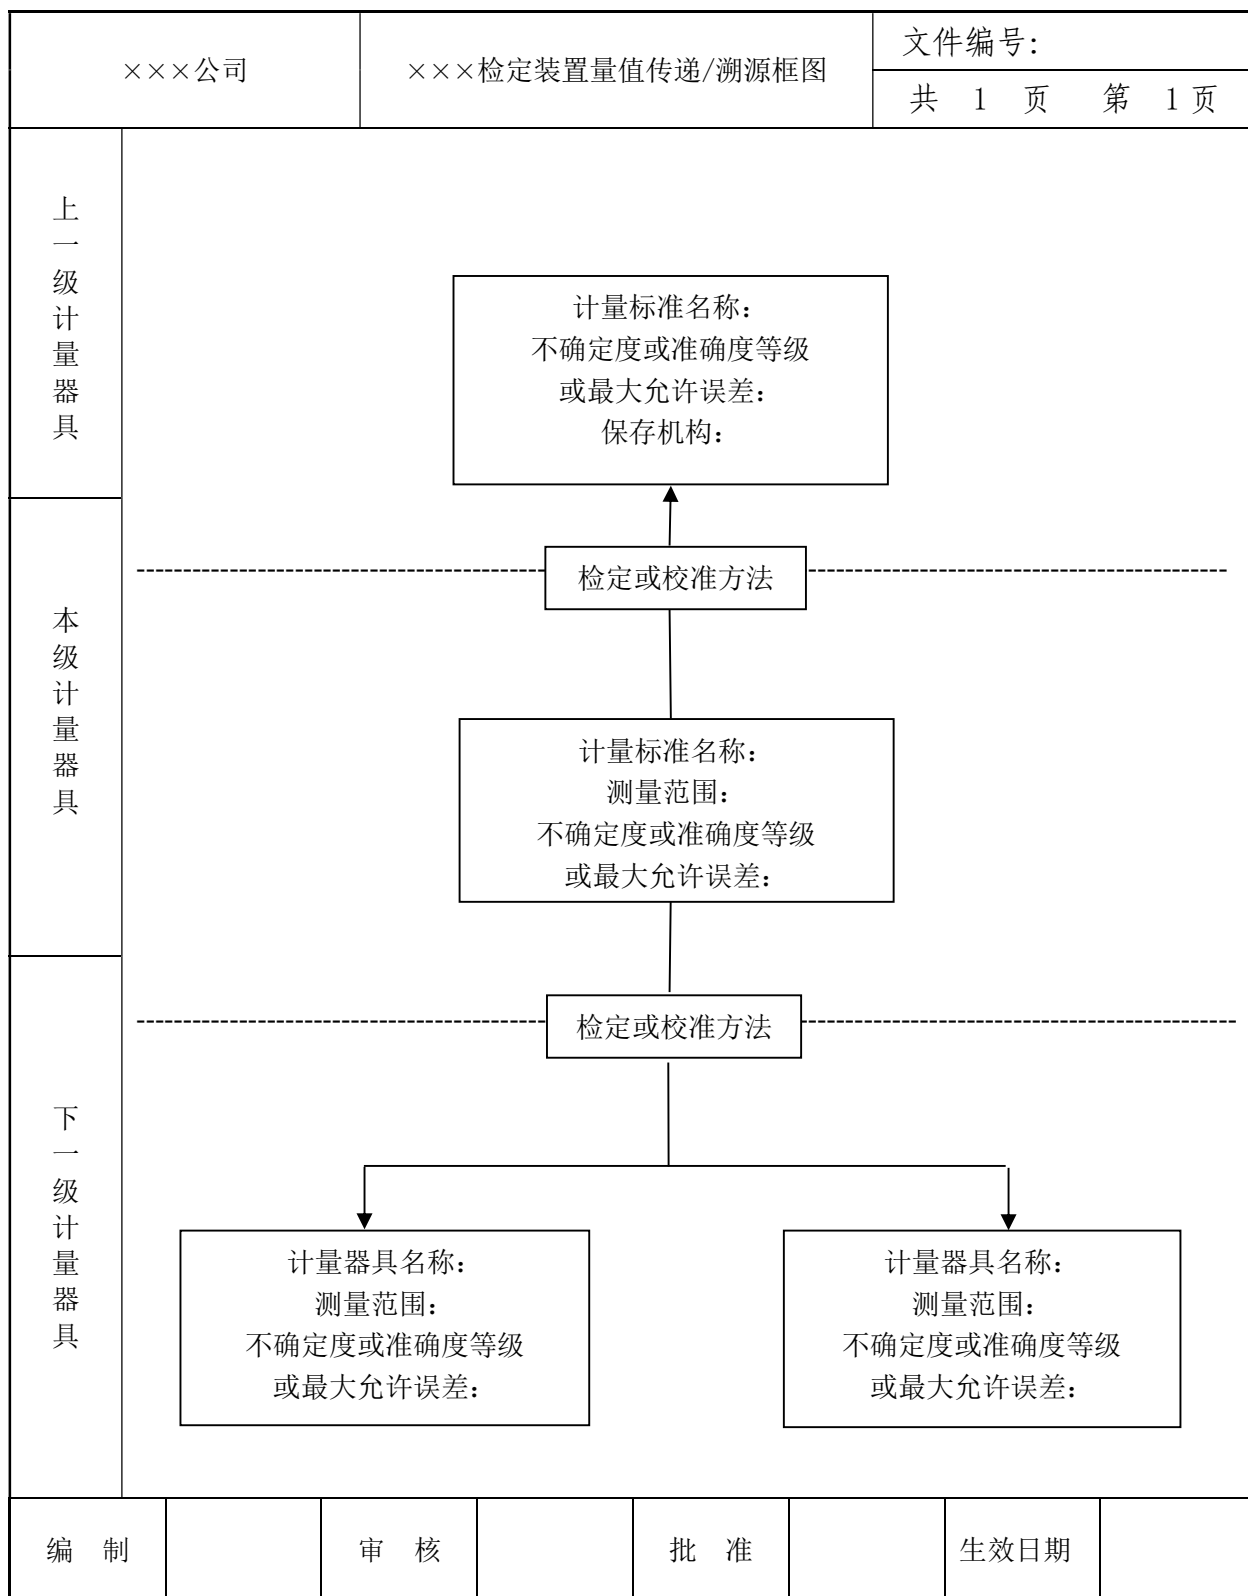 ×××公司
×××检定装置量值传递/溯源框图
文件编号:
共 1 页 第 1页
上一级计量器具
计量标准名称：
不确定度或准确度等级
或最大允许误差：
保存机构：
检定或校准方法
本级计量器具
计量标准名称：
测量范围：
不确定度或准确度等级
或最大允许误差：
检定或校准方法
下一级计量器具
计量器具名称：
测量范围：
不确定度或准确度等级
或最大允许误差：
计量器具名称：
测量范围：
不确定度或准确度等级
或最大允许误差：
编 制
审 核
批 准
生效日期